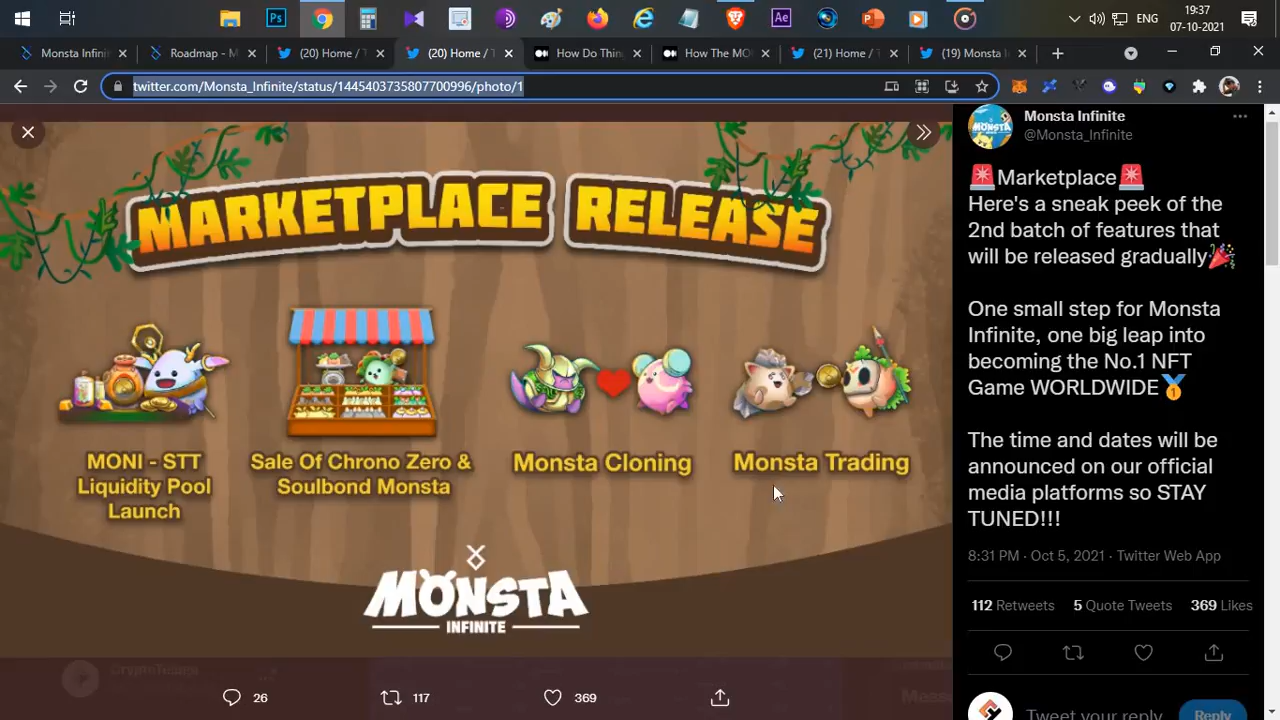 19:37
ENG
07-10-2021
Monsta Infini
Roadmap - M
(20) Home / T
(20) Home / T
How Do Thin
How The MO
(21) Home / T
(19) Monsta I
twitter.com/Monsta_Infinite/status/1445403735807700996/photo/1
MARKETPLACE RELEASE
MONI - STT
Liquidity Pool
Launch
Sale Of Chrono Zero &
Soulbond Monsta
Monsta Cloning
Monsta Trading
MONSTA
INFINITE
26
117
369
Monsta Infinite
@Monsta_Infinite
🚨Marketplace🚨
Here's a sneak peek of the
2nd batch of features that
will be released gradually🎉
One small step for Monsta
Infinite, one big leap into
becoming the No.1 NFT
Game WORLDWIDE🥇
The time and dates will be
announced on our official
media platforms so STAY
TUNED!!!
8:31 PM · Oct 5, 2021 · Twitter Web App
112 Retweets 5 Quote Tweets 369 Likes
Tweet your reply
Reply